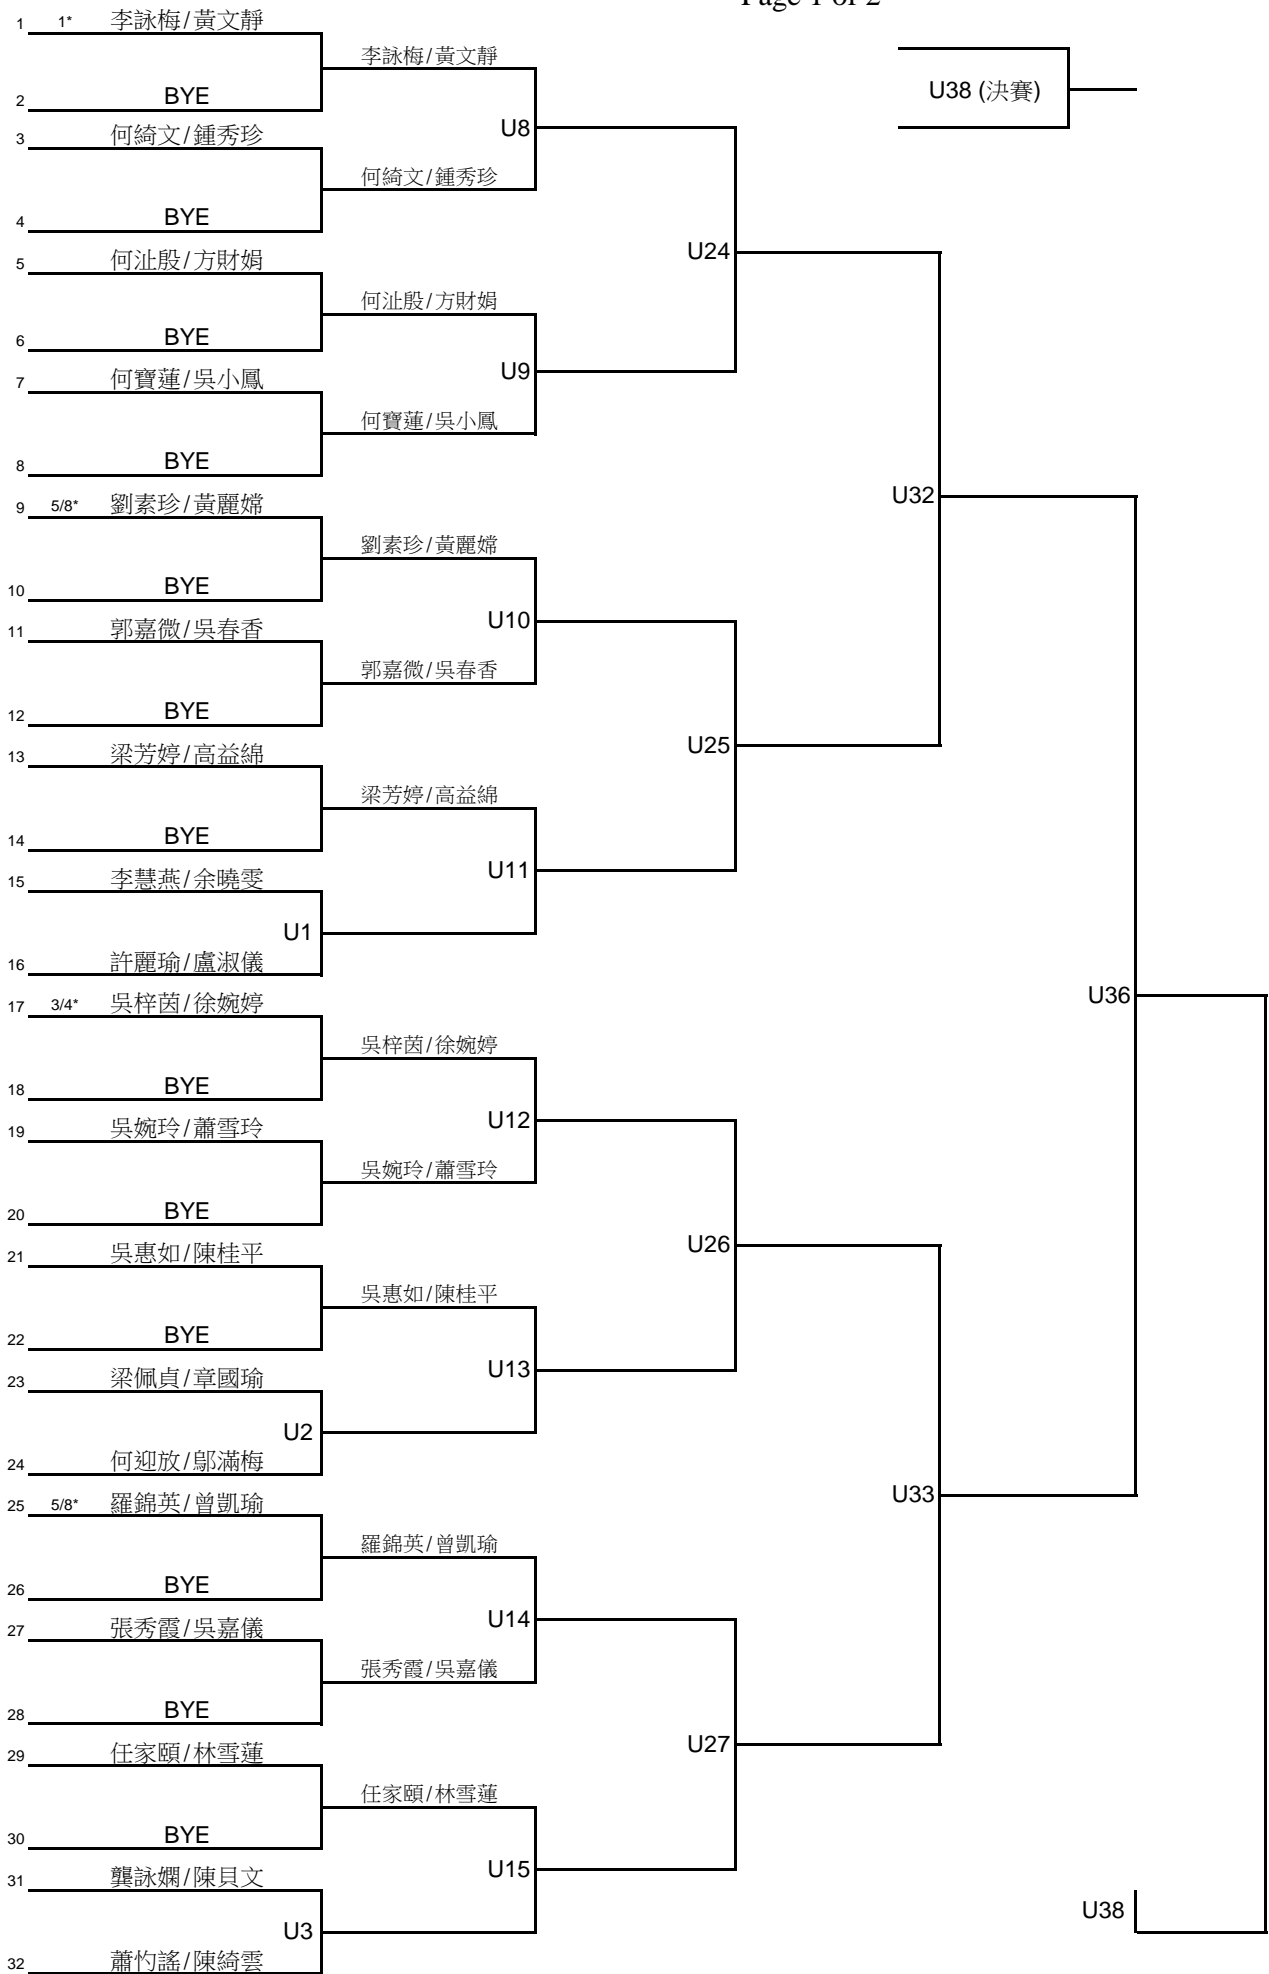 Page 1 of 2
1 1* 李詠梅/黃文靜
李詠梅/黃文靜
2 BYE
U38 (決賽)
3 何綺文/鍾秀珍
U8
何綺文/鍾秀珍
4 BYE
5 何沚殷/方財娟
U24
何沚殷/方財娟
6 BYE
7 何寶蓮/吳小鳳
U9
何寶蓮/吳小鳳
8 BYE
9 5/8* 劉素珍/黃麗嫦
U32
劉素珍/黃麗嫦
10 BYE
11 郭嘉微/吳春香
U10
郭嘉微/吳春香
12 BYE
13 梁芳婷/高益綿
U25
梁芳婷/高益綿
14 BYE
15 李慧燕/余曉雯
U11
U1
16 許麗瑜/盧淑儀
17 3/4* 吳梓茵/徐婉婷
U36
吳梓茵/徐婉婷
18 BYE
19 吳婉玲/蕭雪玲
U12
吳婉玲/蕭雪玲
20 BYE
21 吳惠如/陳桂平
U26
吳惠如/陳桂平
22 BYE
23 梁佩貞/章國瑜
U13
U2
24 何迎放/鄔滿梅
25 5/8* 羅錦英/曾凱瑜
U33
羅錦英/曾凱瑜
26 BYE
27 張秀霞/吳嘉儀
U14
張秀霞/吳嘉儀
28 BYE
29 任家頤/林雪蓮
U27
任家頤/林雪蓮
30 BYE
31 龔詠嫻/陳貝文
U15
U38
U3
32 蕭灼謠/陳綺雲